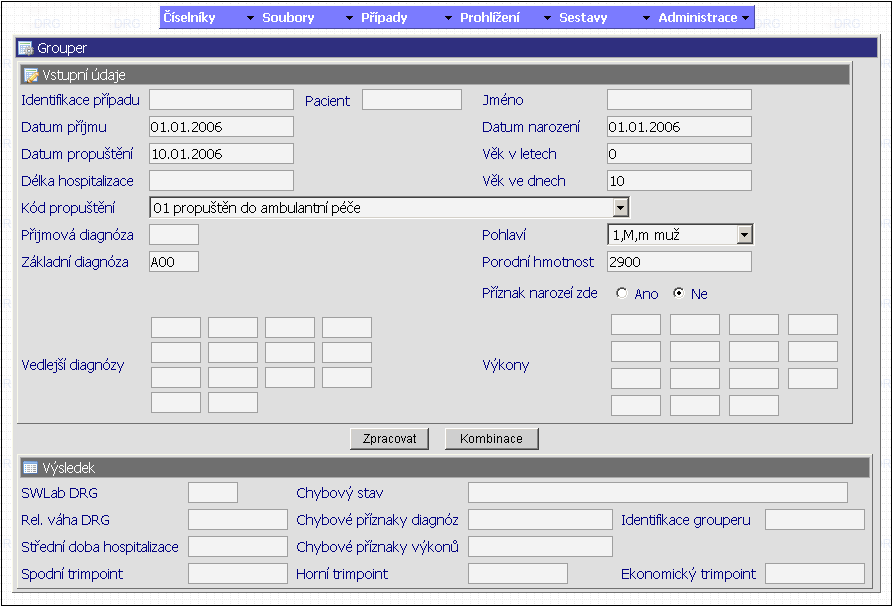 Číselníky Soubory Případy Prohlížení Sestavy Administrace
Grouper
Vstupní údaje
Identifikace případu Pacient Jméno
Datum příjmu 01.01.2006 Datum narození 01.01.2006
Datum propuštění 10.01.2006 Věk v letech 0
Délka hospitalizace Věk ve dnech 10
Kód propuštění 01 propuštěn do ambulantní péče
Přijmová diagnóza Pohlaví 1,M,m muž
Základní diagnóza A00 Porodní hmotnost 2900
Příznak narozeí zde Ano Ne
Vedlejší diagnózy Výkony
Zpracovat Kombinace
Výsledek
SWLab DRG Chybový stav
Rel. váha DRG Chybové příznaky diagnóz Identifikace grouperu
Střední doba hospitalizace Chybové příznaky výkonů
Spodní trimpoint Horní trimpoint Ekonomický trimpoint